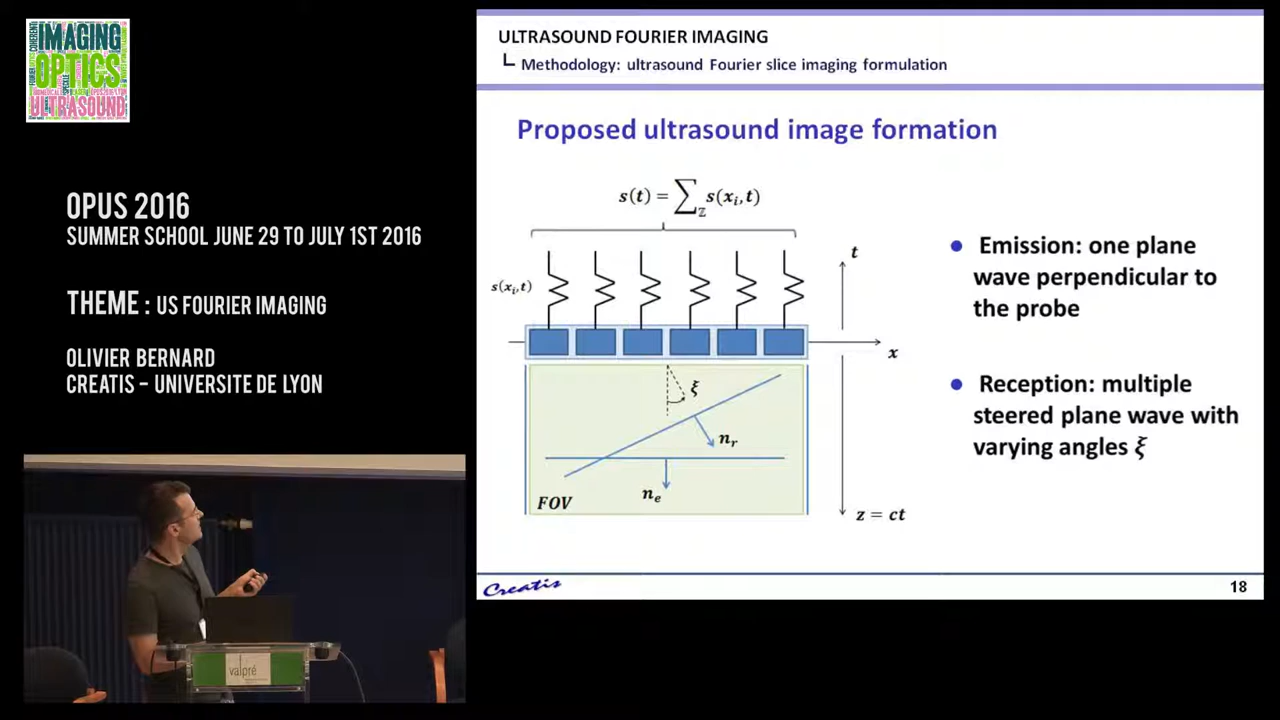 IMAGING
OPTICS
ULTRASOUND
OPUS 2016
SUMMER SCHOOL JUNE 29 TO JULY 1ST 2016
THEME : US FOURIER IMAGING
OLIVIER BERNARD
CREATIS – UNIVERSITE DE LYON
valpré
ULTRASOUND FOURIER IMAGING
Methodology: ultrasound Fourier slice imaging formulation
Proposed ultrasound image formation
s(t) = ∑ℤ s(xᵢ, t)
s(xᵢ, t)
t
x
ξ
nᵣ
nₑ
FOV
z = ct
● Emission: one plane
wave perpendicular to
the probe
● Reception: multiple
steered plane wave with
varying angles ξ
Creatis
18